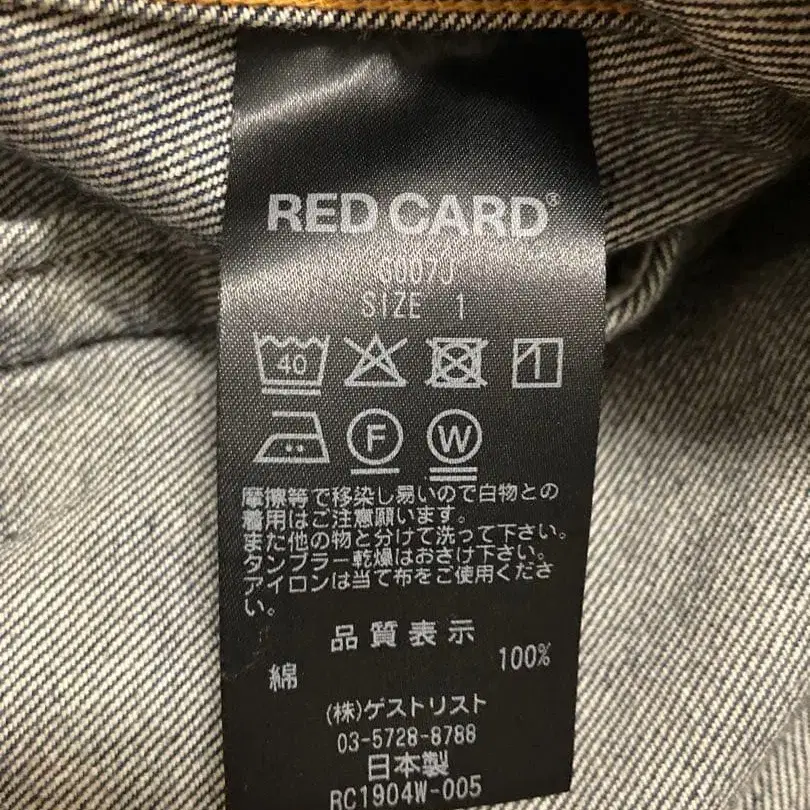 RED CARD®
SIZE 1
40
1
F W
摩擦等で移染し易いので白物との
着用はご注意願います。
また他の物と分けて洗って下さい。
タンブラー乾燥はおさけ下さい。
アイロンは当て布をご使用くださ
い。
品質表示
綿 100%
(株)ゲストリスト
03-5728-8788
日本製
RC1904W-005